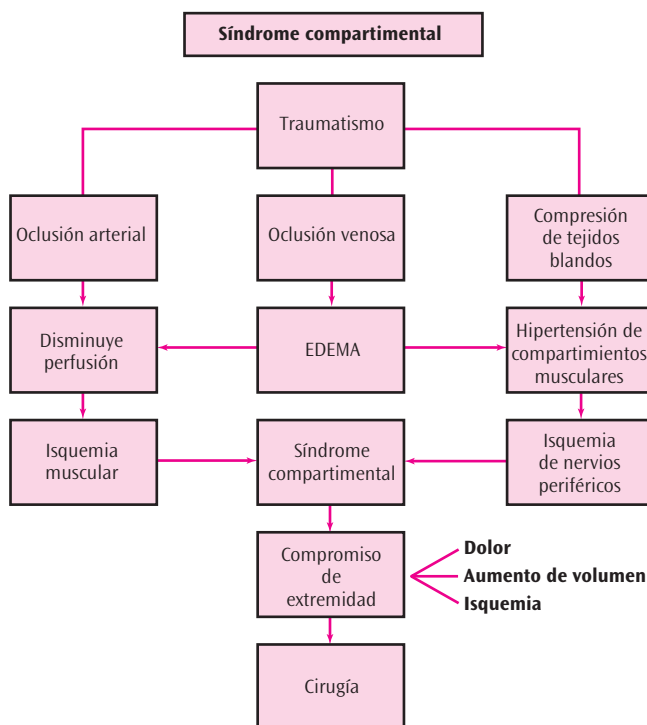 Síndrome compartimental
Traumatismo
Oclusión arterial
Oclusión venosa
Compresión
de tejidos
blandos
Disminuye
perfusión
EDEMA
Hipertensión de
compartimientos
musculares
Isquemia
muscular
Síndrome
compartimental
Isquemia
de nervios
periféricos
Compromiso
de
extremidad
Dolor
Aumento de volumen
Isquemia
Cirugía